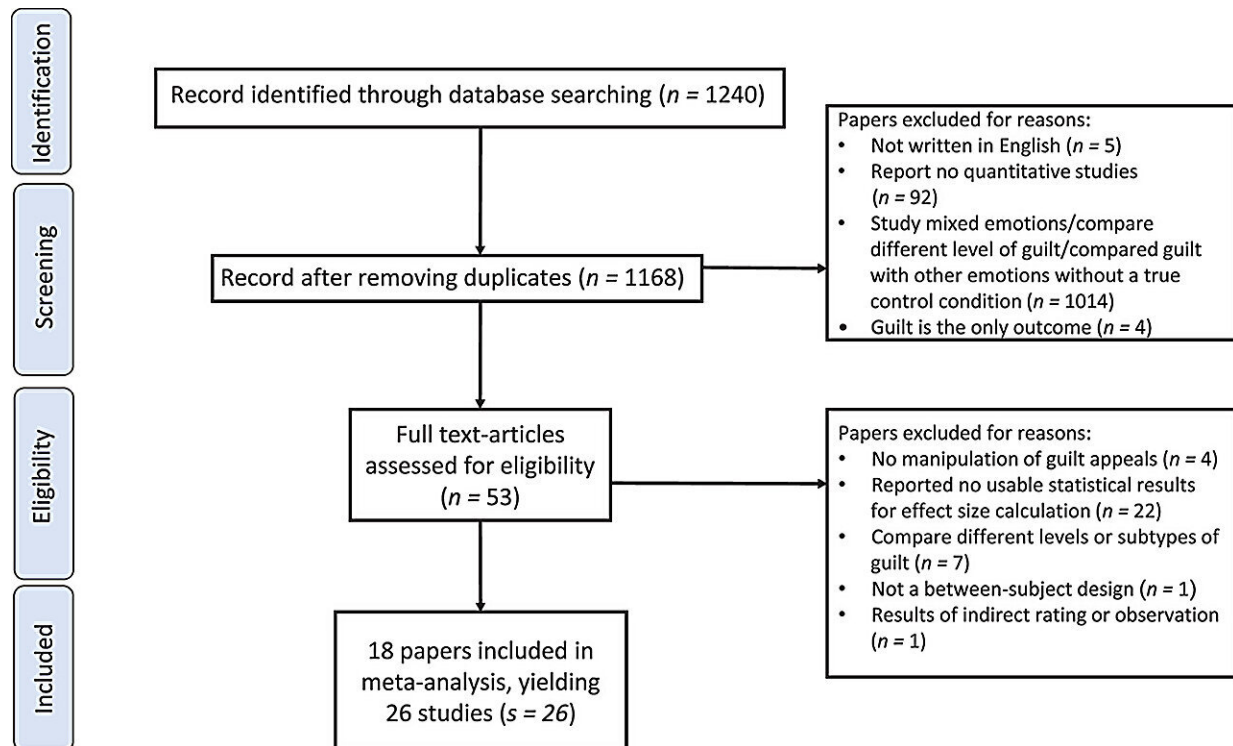 Identification
Record identified through database searching (n = 1240)
Papers excluded for reasons:
• Not written in English (n = 5)
• Report no quantitative studies
(n = 92)
• Study mixed emotions/compare
different level of guilt/compared guilt
with other emotions without a true
control condition (n = 1014)
• Guilt is the only outcome (n = 4)
Screening
Record after removing duplicates (n = 1168)
Eligibility
Full text-articles
assessed for eligibility
(n = 53)
Papers excluded for reasons:
• No manipulation of guilt appeals (n = 4)
• Reported no usable statistical results
for effect size calculation (n = 22)
• Compare different levels or subtypes of
guilt (n = 7)
• Not a between-subject design (n = 1)
• Results of indirect rating or observation
(n = 1)
Included
18 papers included in
meta-analysis, yielding
26 studies (s = 26)